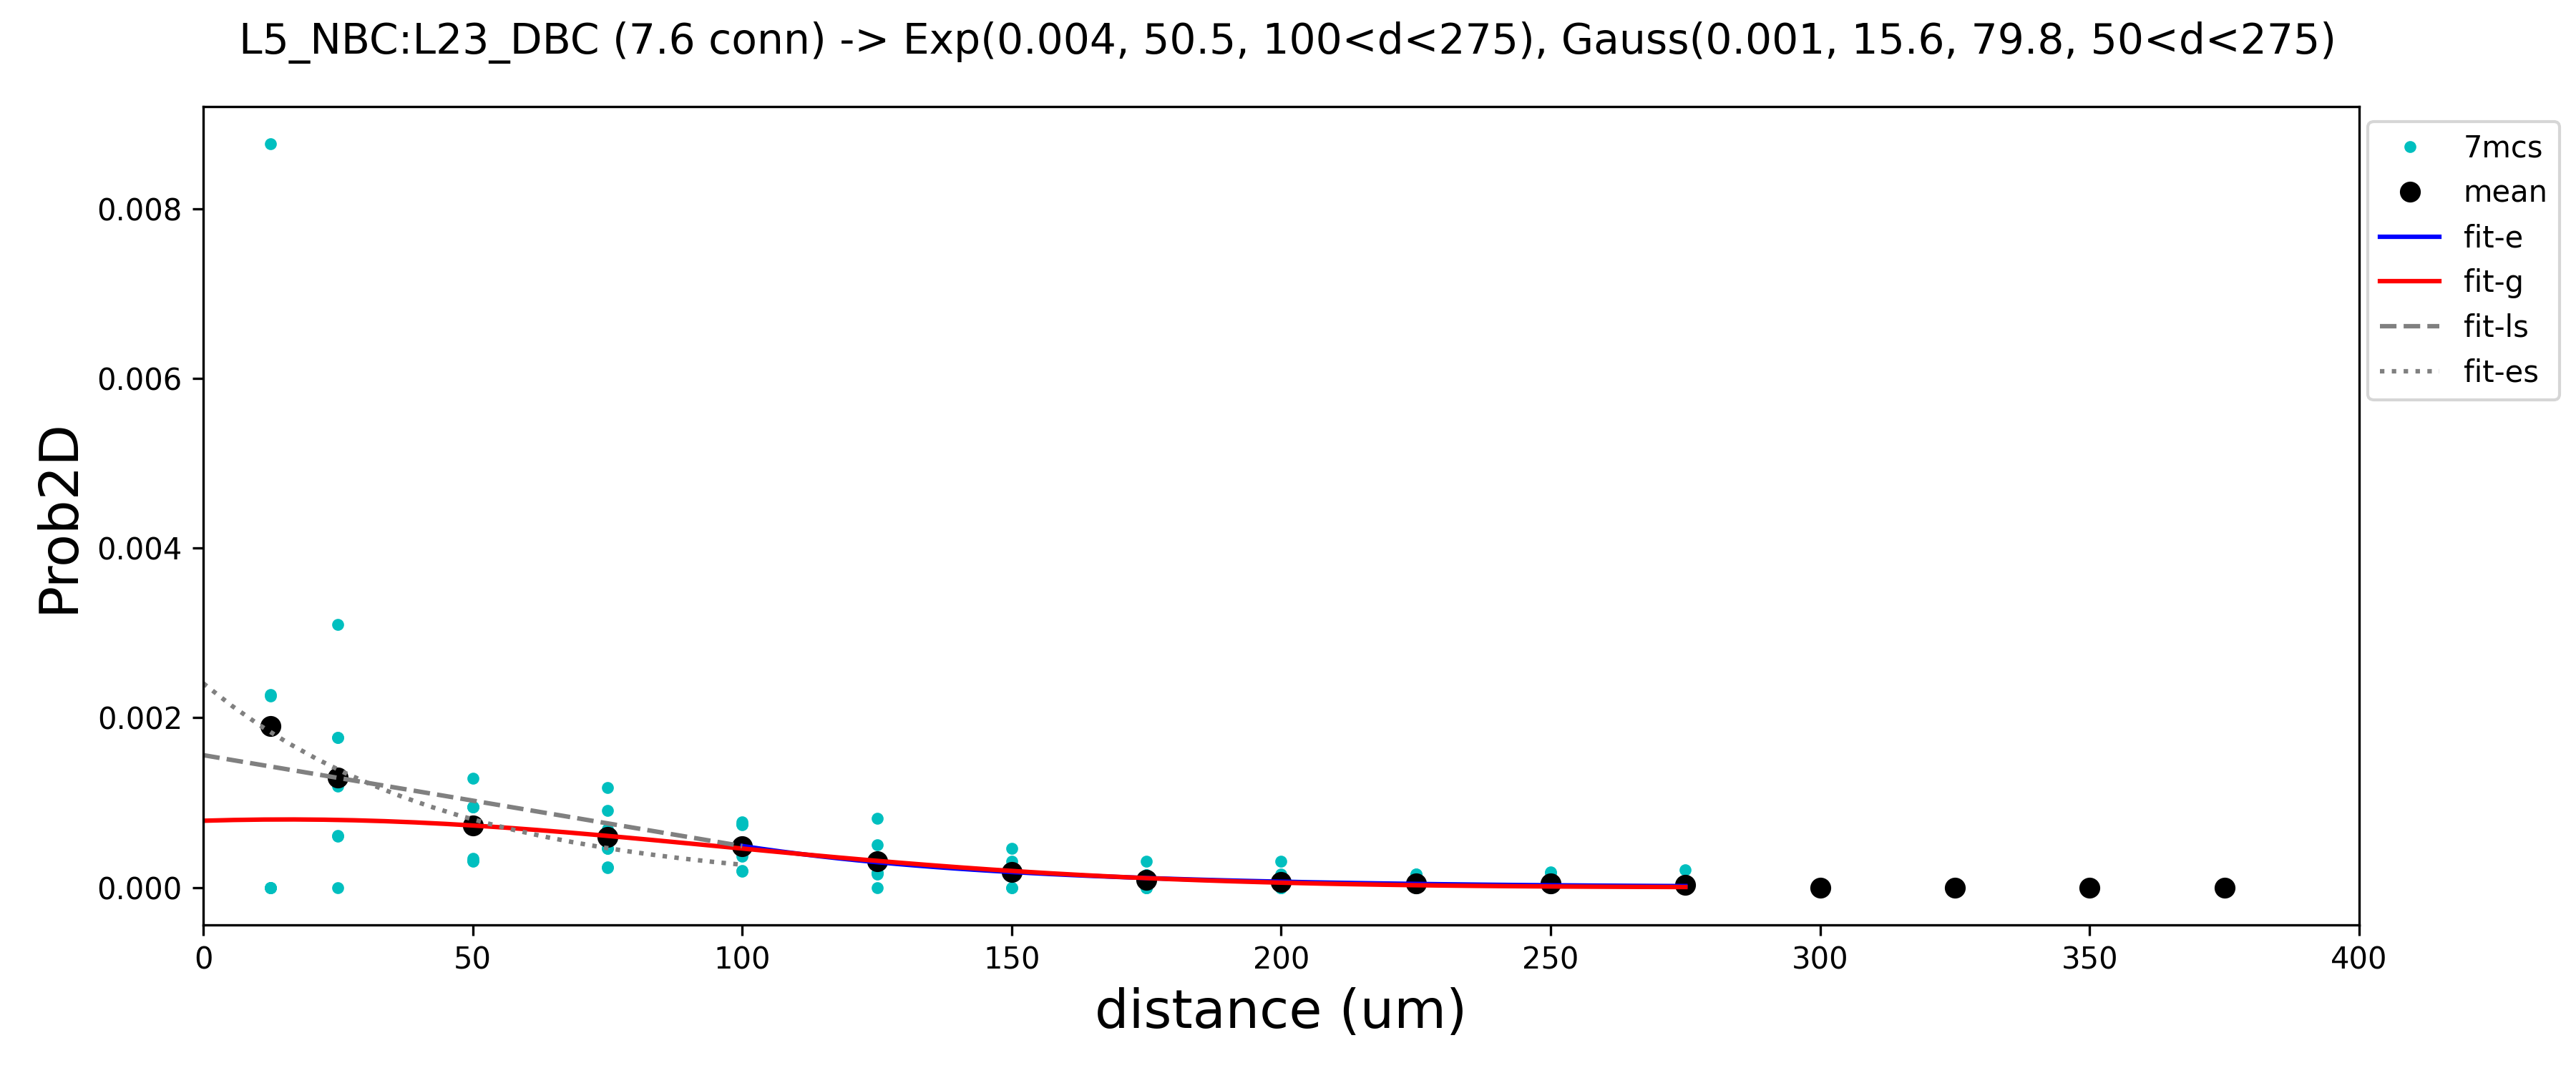 L5_NBC:L23_DBC (7.6 conn) -> Exp(0.004, 50.5, 100<d<275), Gauss(0.001, 15.6, 79.8, 50<d<275)
7mcs
mean
fit-e
fit-g
fit-ls
fit-es
Prob2D
0.008
0.006
0.004
0.002
0.000
0 50 100 150 200 250 300 350 400
distance (um)